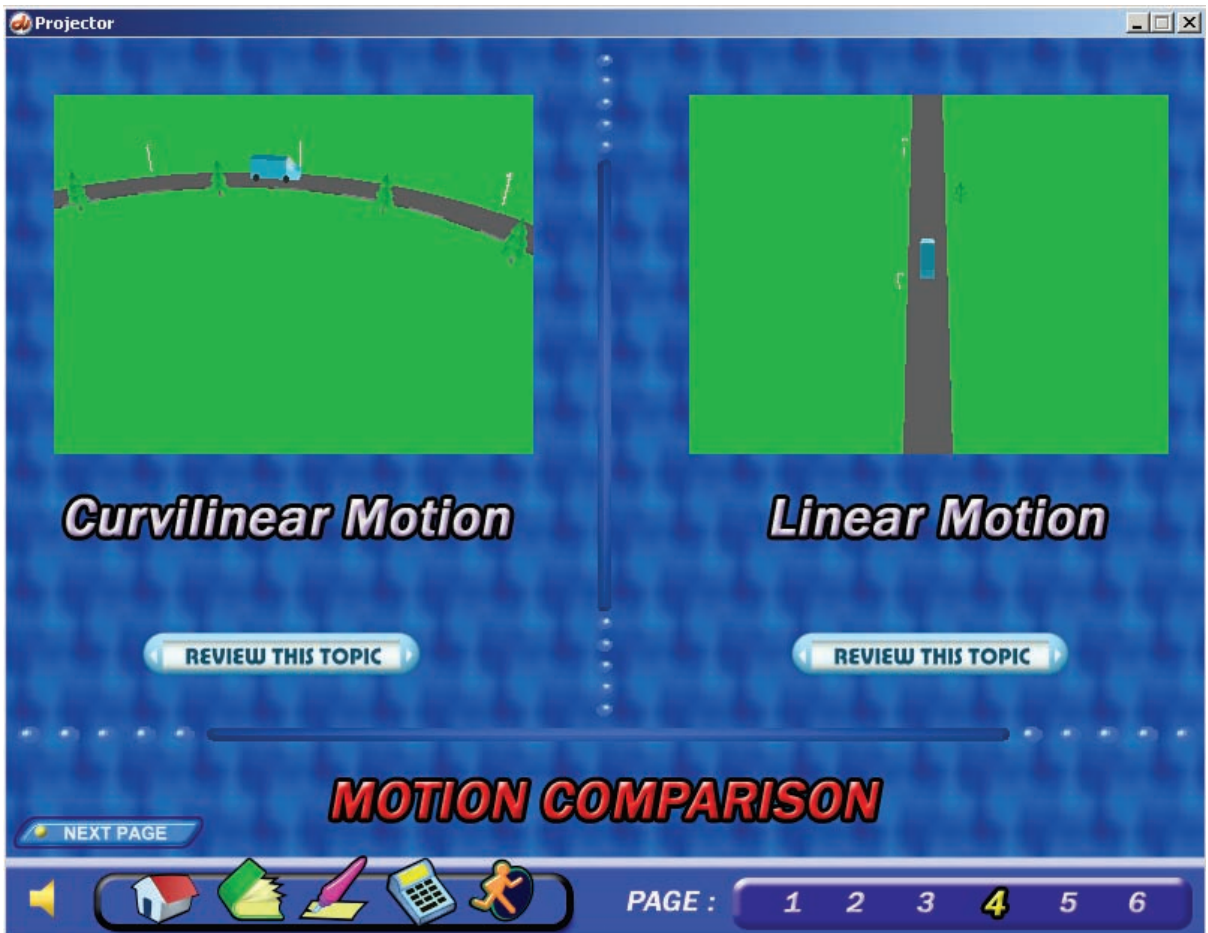 Projector
Curvilinear Motion
Linear Motion
REVIEW THIS TOPIC
REVIEW THIS TOPIC
MOTION COMPARISON
NEXT PAGE
PAGE : 1 2 3 4 5 6